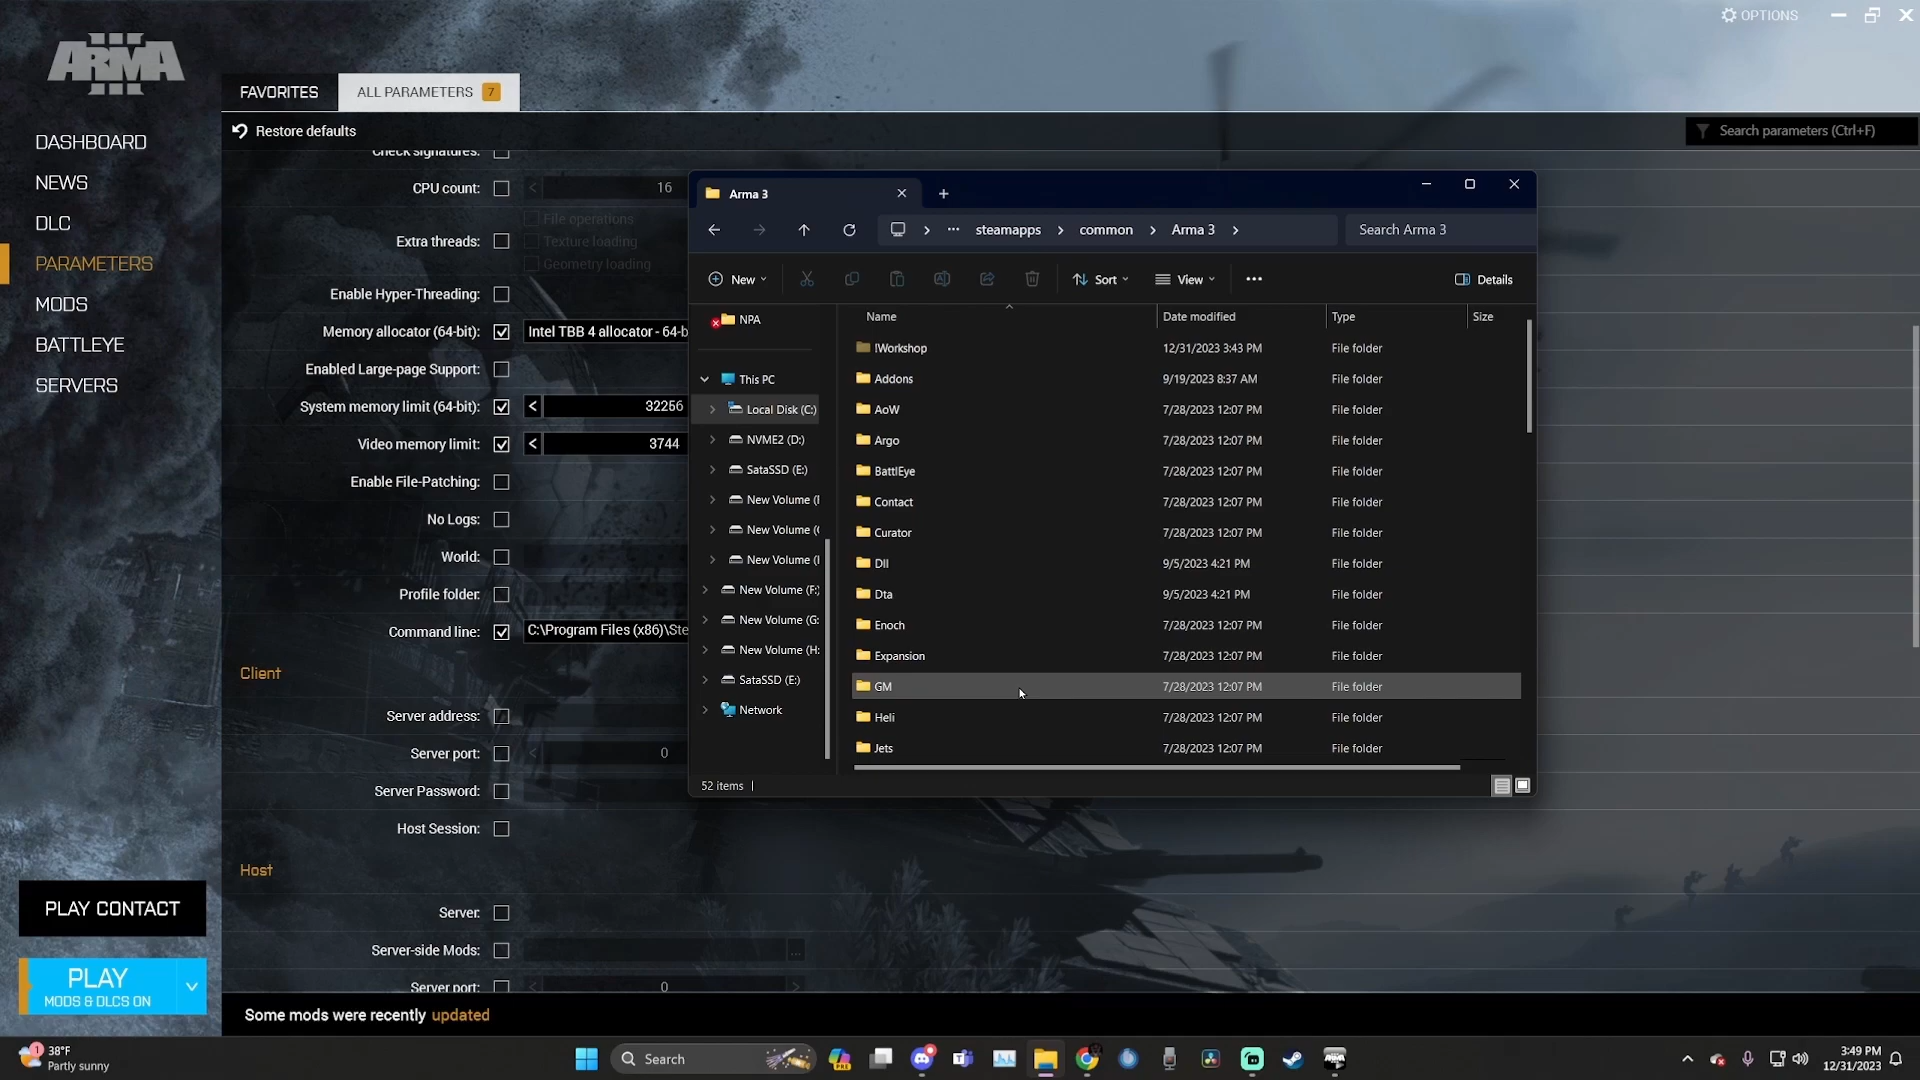 OPTIONS
ARMA III
FAVORITES
ALL PARAMETERS 7
Restore defaults
Search parameters (Ctrl+F)
DASHBOARD
NEWS
DLC
PARAMETERS
MODS
BATTLEYE
SERVERS
Check signatures:
CPU count: < 16
Extra threads:
File operations
Texture loading
Geometry loading
Enable Hyper-Threading:
Memory allocator (64-bit): Intel TBB 4 allocator - 64-b
Enabled Large-page Support:
System memory limit (64-bit): < 32256
Video memory limit: < 3744
Enable File-Patching:
No Logs:
World:
Profile folder:
Command line: C:\Program Files (x86)\Ste
Client
Server address:
Server port: < 0
Server Password:
Host Session:
Host
Server:
Server-side Mods: ...
Server port: < 0 >
PLAY CONTACT
PLAY
MODS & DLCS ON
Some mods were recently updated
Arma 3
steamapps > common > Arma 3 >
Search Arma 3
New
Sort
View
Details
NPA
This PC
Local Disk (C:)
NVME2 (D:)
SataSSD (E:)
New Volume (
New Volume (
New Volume (
New Volume (F:
New Volume (G:
New Volume (H:
SataSSD (E:)
Network
Name Date modified Type Size
!Workshop 12/31/2023 3:43 PM File folder
Addons 9/19/2023 8:37 AM File folder
AoW 7/28/2023 12:07 PM File folder
Argo 7/28/2023 12:07 PM File folder
BattlEye 7/28/2023 12:07 PM File folder
Contact 7/28/2023 12:07 PM File folder
Curator 7/28/2023 12:07 PM File folder
Dll 9/5/2023 4:21 PM File folder
Dta 9/5/2023 4:21 PM File folder
Enoch 7/28/2023 12:07 PM File folder
Expansion 7/28/2023 12:07 PM File folder
GM 7/28/2023 12:07 PM File folder
Heli 7/28/2023 12:07 PM File folder
Jets 7/28/2023 12:07 PM File folder
52 items
1
38°F
Partly sunny
Search
3:49 PM
12/31/2023